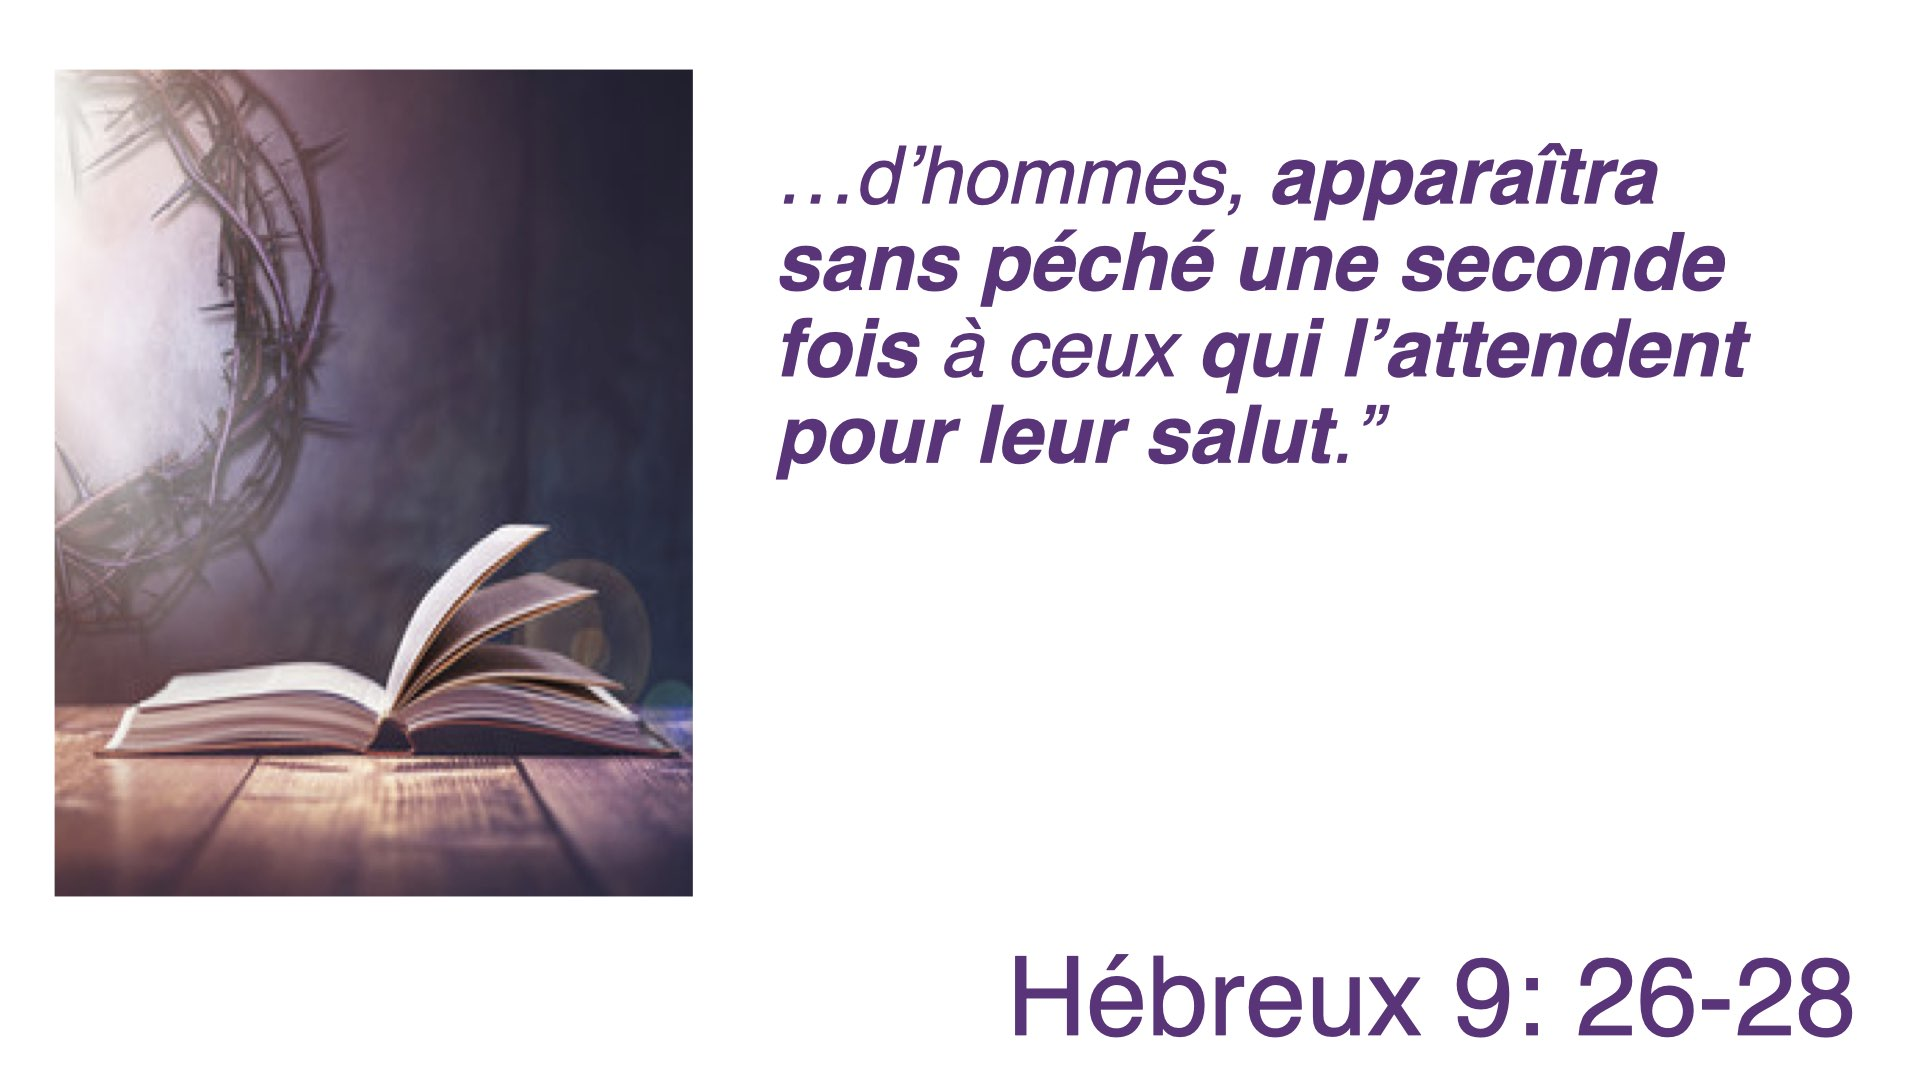 …d’hommes, apparaîtra
sans péché une seconde
fois à ceux qui l’attendent
pour leur salut.”
Hébreux 9: 26-28